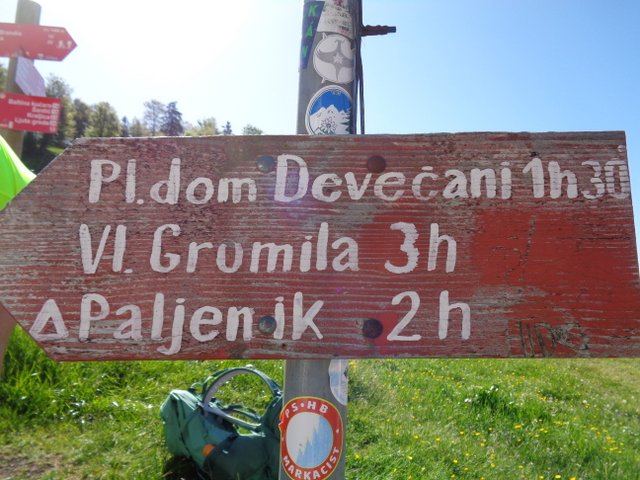 Pl.dom Devečani 1h30
Vl. Gromila 3h
Paljenik 2h
PS·HB
MARKACIST